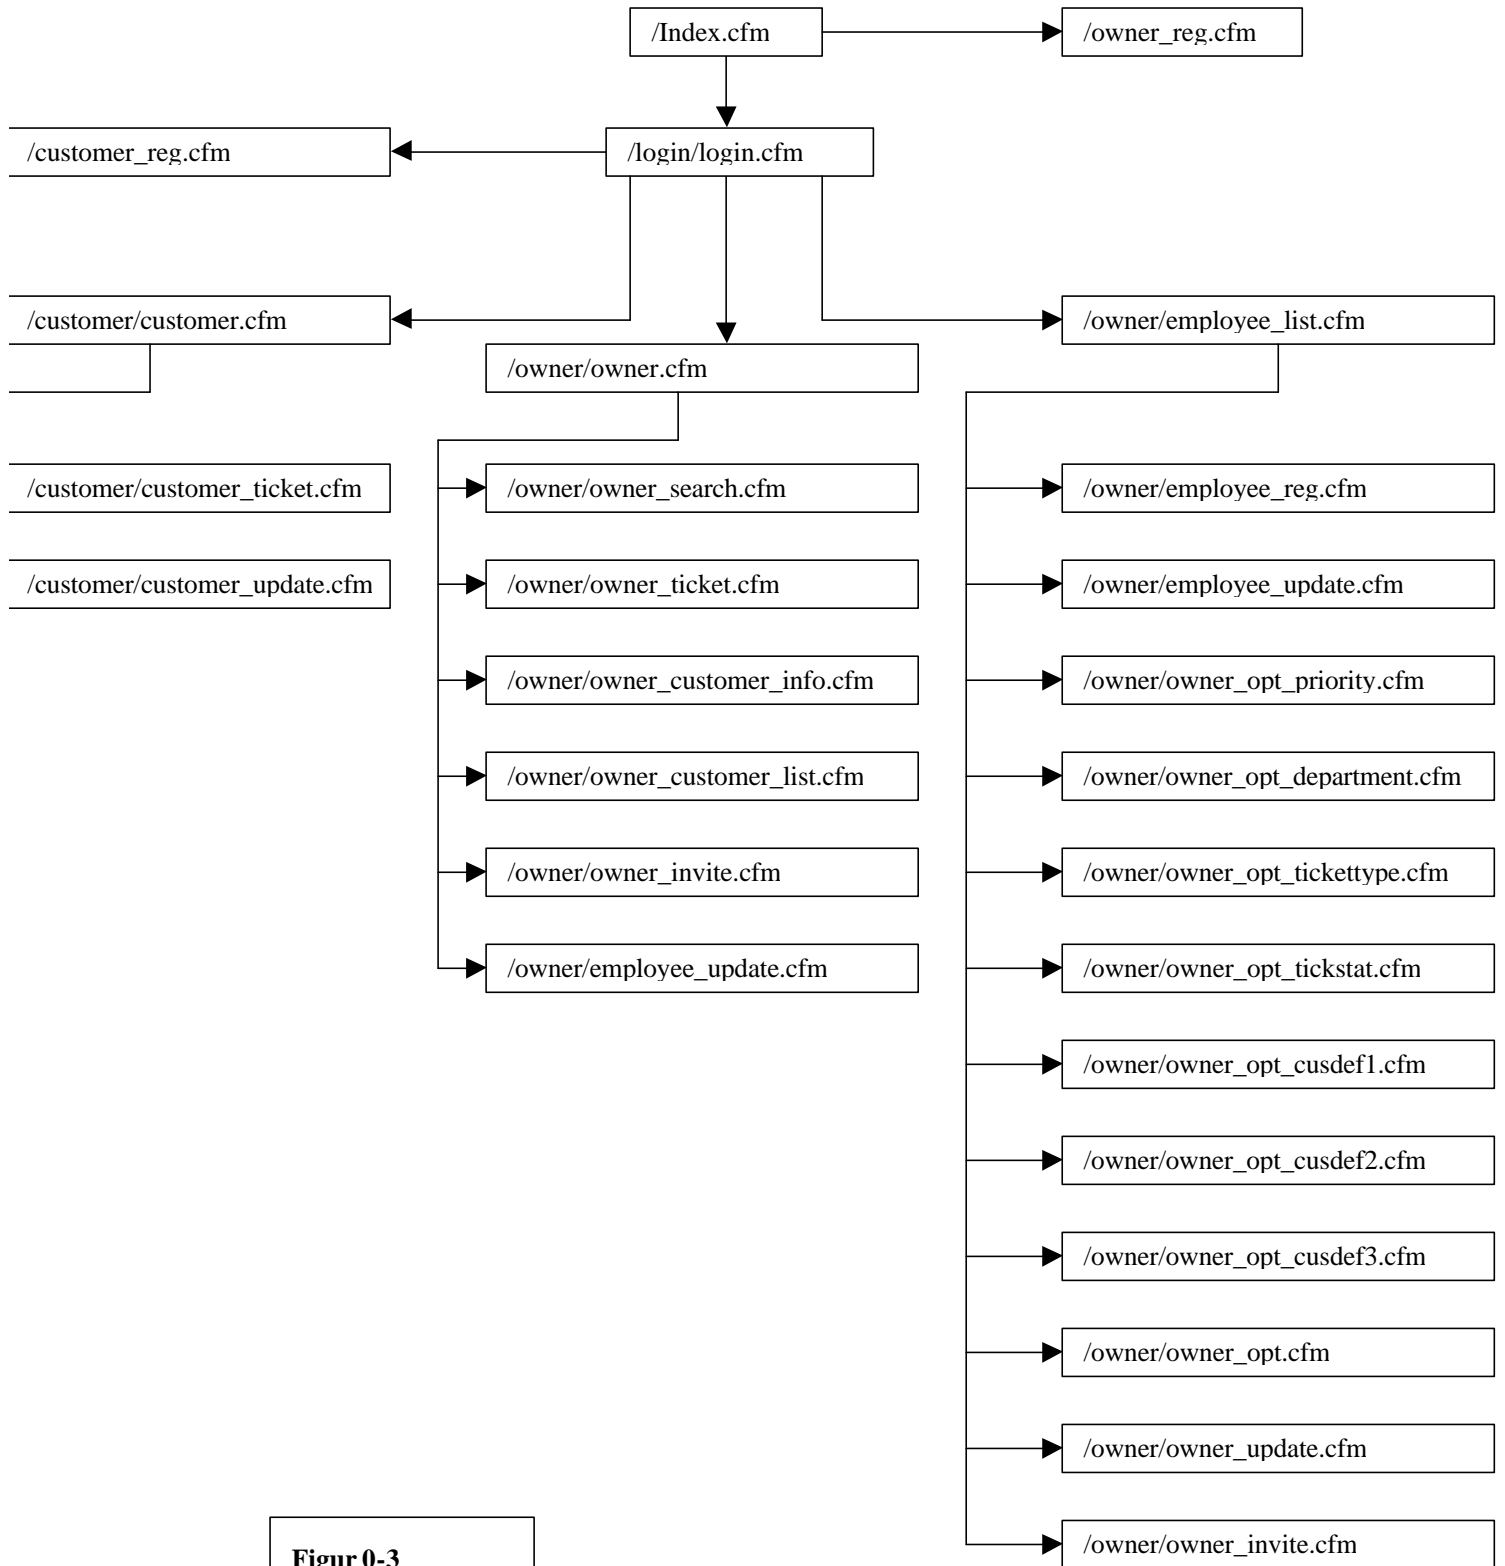 /Index.cfm
/owner_reg.cfm
/customer_reg.cfm
/login/login.cfm
/customer/customer.cfm
/owner/employee_list.cfm
/owner/owner.cfm
/customer/customer_ticket.cfm
/owner/owner_search.cfm
/owner/employee_reg.cfm
/customer/customer_update.cfm
/owner/owner_ticket.cfm
/owner/employee_update.cfm
/owner/owner_customer_info.cfm
/owner/owner_opt_priority.cfm
/owner/owner_customer_list.cfm
/owner/owner_opt_department.cfm
/owner/owner_invite.cfm
/owner/owner_opt_tickettype.cfm
/owner/employee_update.cfm
/owner/owner_opt_tickstat.cfm
/owner/owner_opt_cusdef1.cfm
/owner/owner_opt_cusdef2.cfm
/owner/owner_opt_cusdef3.cfm
/owner/owner_opt.cfm
/owner/owner_update.cfm
/owner/owner_invite.cfm
Figur 0-3